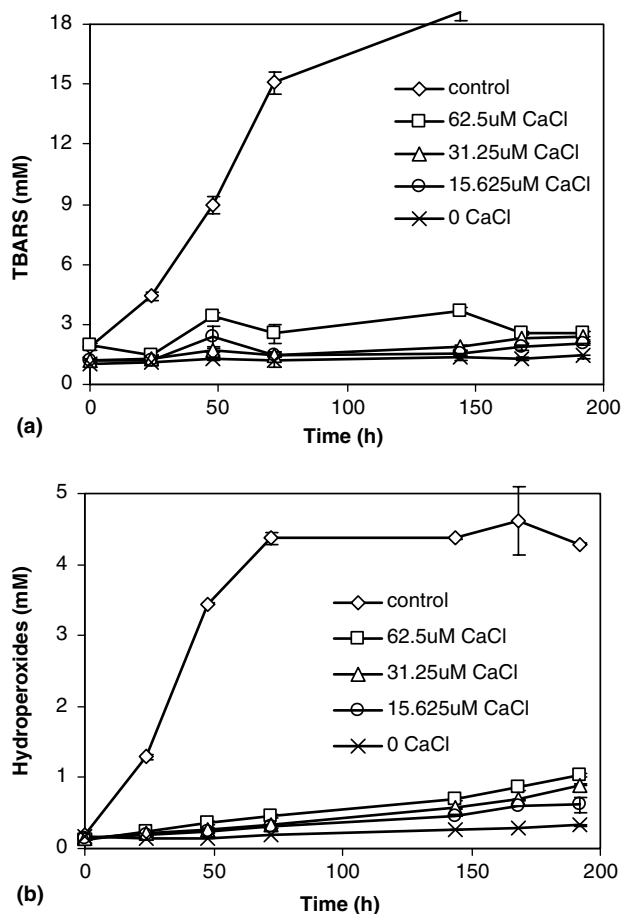 18
15
12
9
6
3
0
TBARS (mM)
control
62.5uM CaCl
31.25uM CaCl
15.625uM CaCl
0 CaCl
0 50 100 150 200
(a)
Time (h)
5
4
3
2
1
0
Hydroperoxides (mM)
control
62.5uM CaCl
31.25uM CaCl
15.625uM CaCl
0 CaCl
0 50 100 150 200
(b)
Time (h)